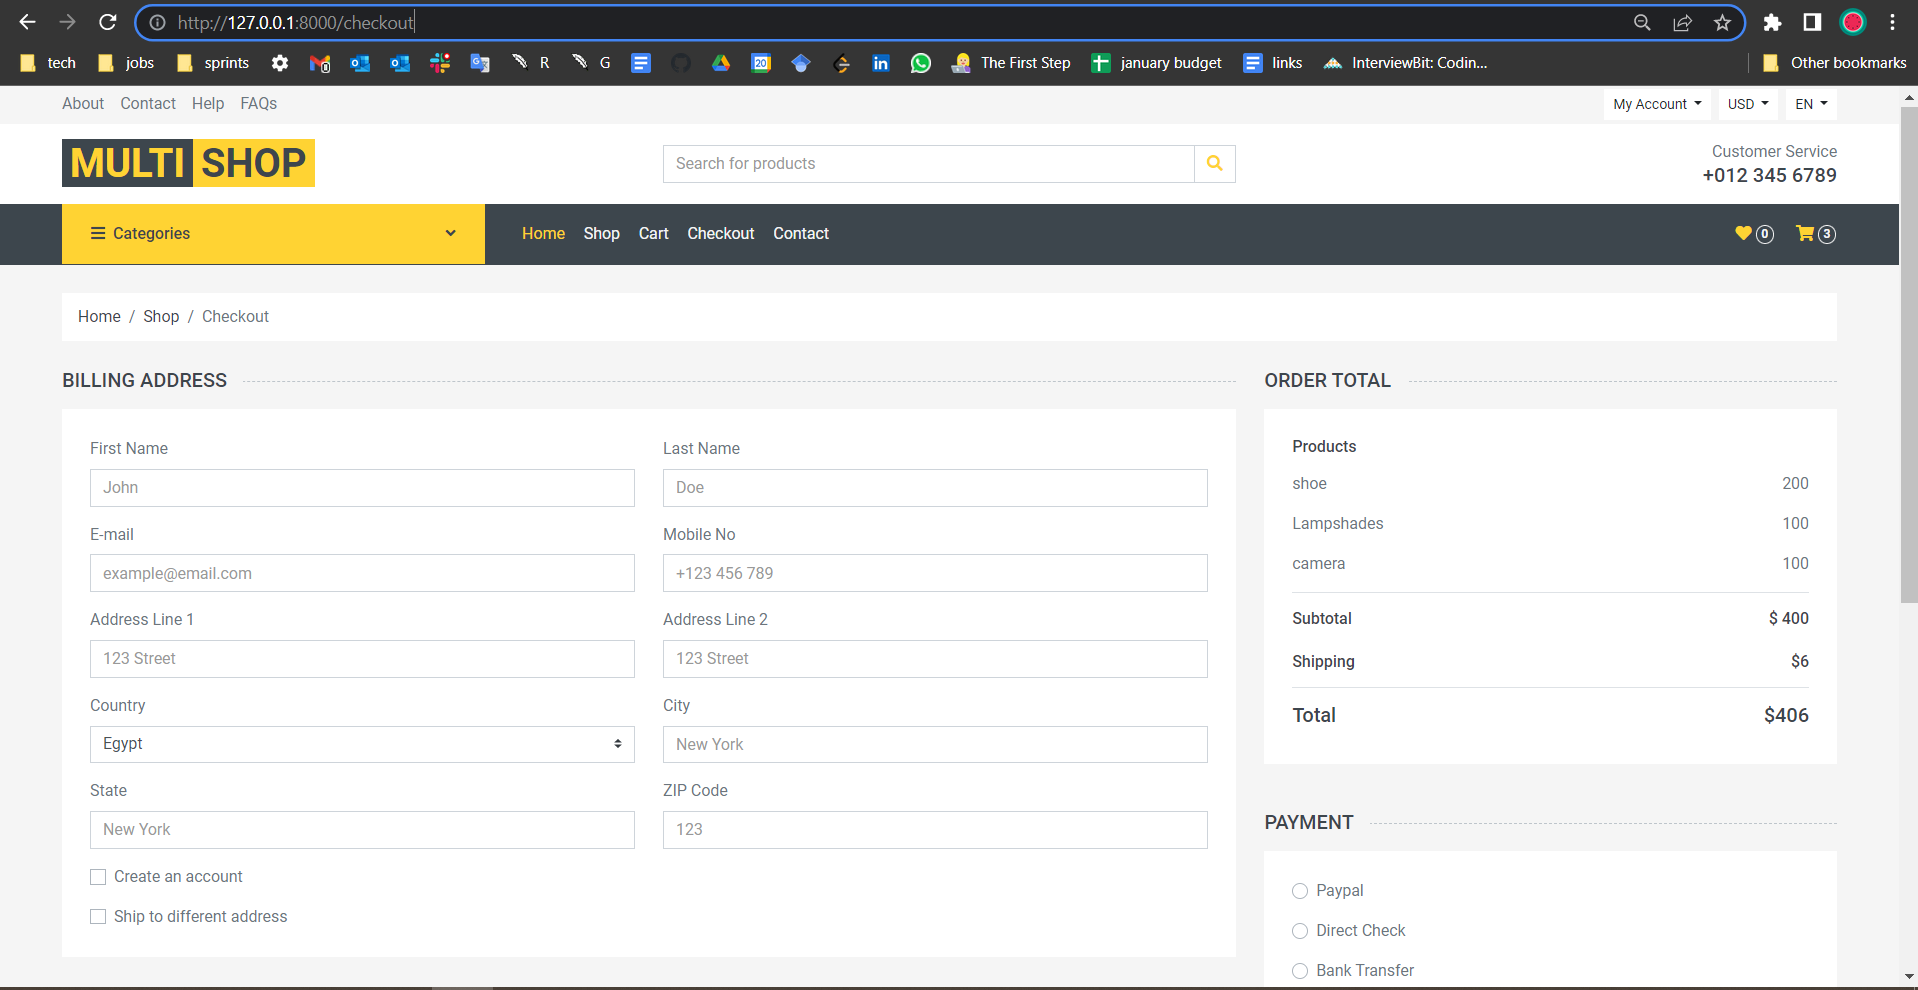 http://127.0.0.1:8000/checkout
tech jobs sprints R G 20 The First Step january budget links InterviewBit: Codin... Other bookmarks
About Contact Help FAQs My Account USD EN
MULTI SHOP
Search for products
Customer Service
+012 345 6789
Categories Home Shop Cart Checkout Contact 0 3
Home / Shop / Checkout
BILLING ADDRESS
First Name Last Name
John Doe
E-mail Mobile No
example@email.com +123 456 789
Address Line 1 Address Line 2
123 Street 123 Street
Country City
Egypt New York
State ZIP Code
New York 123
Create an account
Ship to different address
ORDER TOTAL
Products
shoe 200
Lampshades 100
camera 100
Subtotal $ 400
Shipping $6
Total $406
PAYMENT
Paypal
Direct Check
Bank Transfer